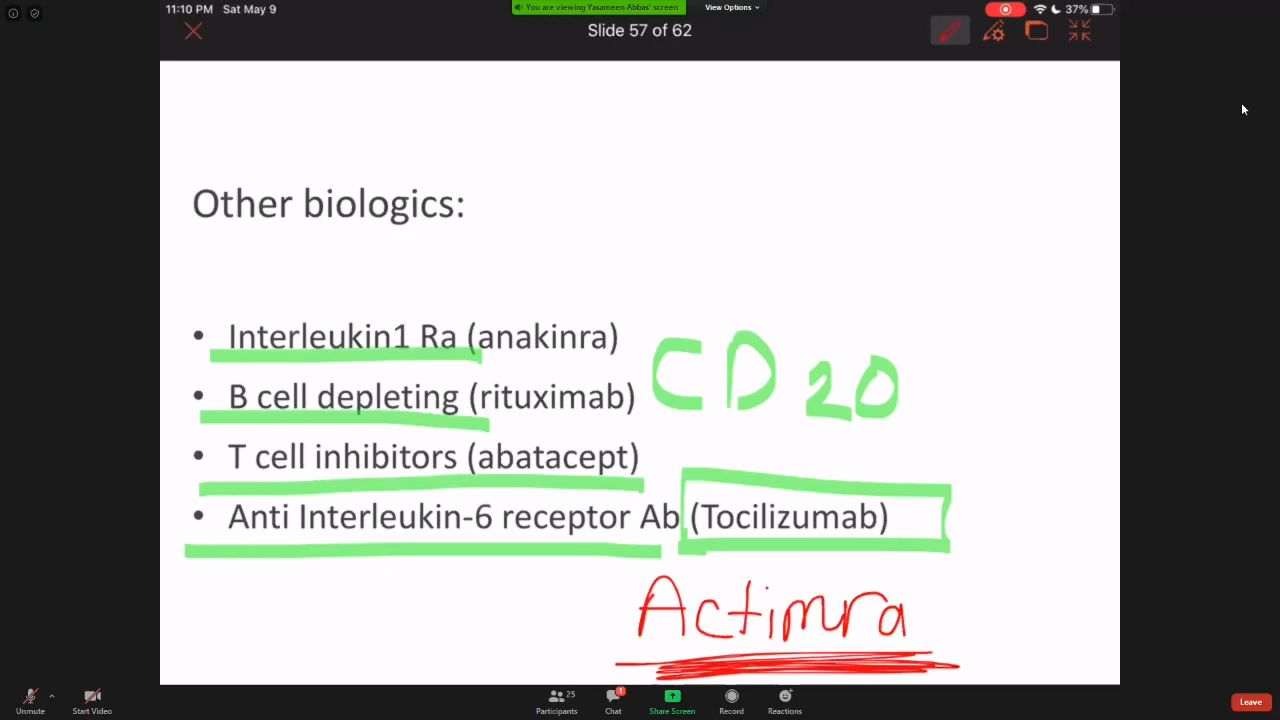 11:10 PM Sat May 9
You are viewing Yasameen Abbas' screen
View Options
37%
Slide 57 of 62
Other biologics:
• Interleukin1 Ra (anakinra)
• B cell depleting (rituximab)
CD 20
• T cell inhibitors (abatacept)
• Anti Interleukin-6 receptor Ab (Tocilizumab)
Actimra
Unmute
Start Video
25
Participants
1
Chat
Share Screen
Record
Reactions
Leave